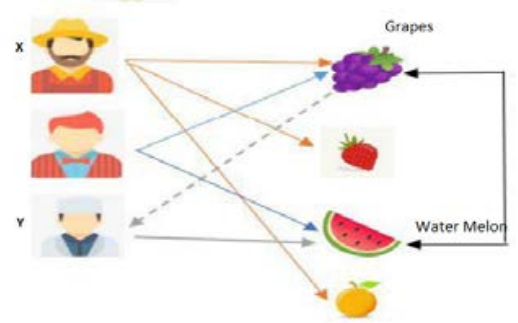 Grapes
X
Y
Water Melon